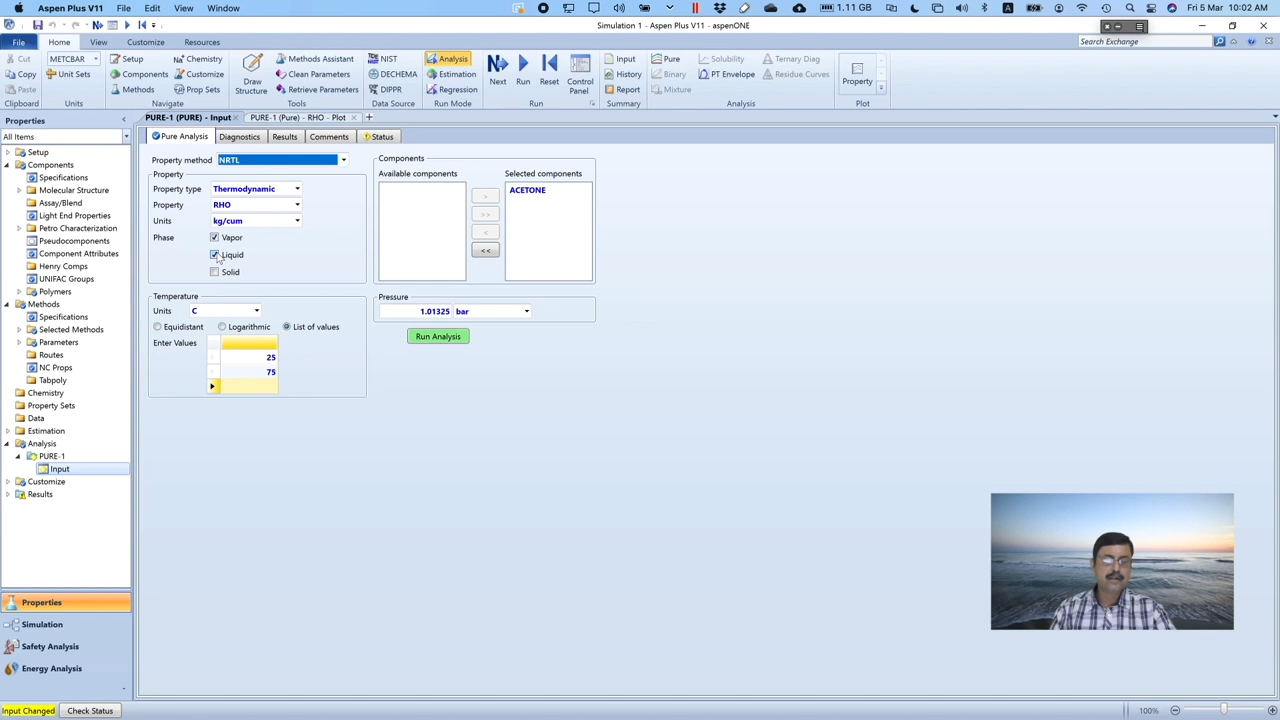 Aspen Plus V11 File Edit View Window
1.11 GB Fri 5 Mar 10:02 AM
Simulation 1 - Aspen Plus V11 - aspenONE
File Home View Customize Resources
Search Exchange
Cut METCBAR Setup Chemistry Methods Assistant NIST Analysis Input Pure Solubility Ternary Diag
Copy Unit Sets Components Customize Draw Structure Clean Parameters DECHEMA Estimation Next Run Reset Control Panel History Binary PT Envelope Residue Curves Property
Paste Methods Prop Sets Retrieve Parameters DIPPR Regression Report Mixture
Clipboard Units Navigate Tools Data Source Run Mode Run Summary Analysis Plot
Properties
PURE-1 (PURE) - Input PURE-1 (Pure) - RHO - Plot
All Items
Setup
Components
Specifications
Molecular Structure
Assay/Blend
Light End Properties
Petro Characterization
Pseudocomponents
Component Attributes
Henry Comps
UNIFAC Groups
Polymers
Methods
Specifications
Selected Methods
Parameters
Routes
NC Props
Tabpoly
Chemistry
Property Sets
Data
Estimation
Analysis
PURE-1
Input
Customize
Results
Properties
Simulation
Safety Analysis
Energy Analysis
Pure Analysis Diagnostics Results Comments Status
Property method NRTL
Property
Property type Thermodynamic
Property RHO
Units kg/cum
Phase Vapor
Liquid
Solid
Components
Available components Selected components
ACETONE
>
>>
<
<<
Temperature
Units C
Equidistant Logarithmic List of values
Enter Values
25
75
Pressure
1.01325 bar
Run Analysis
Input Changed Check Status
100%